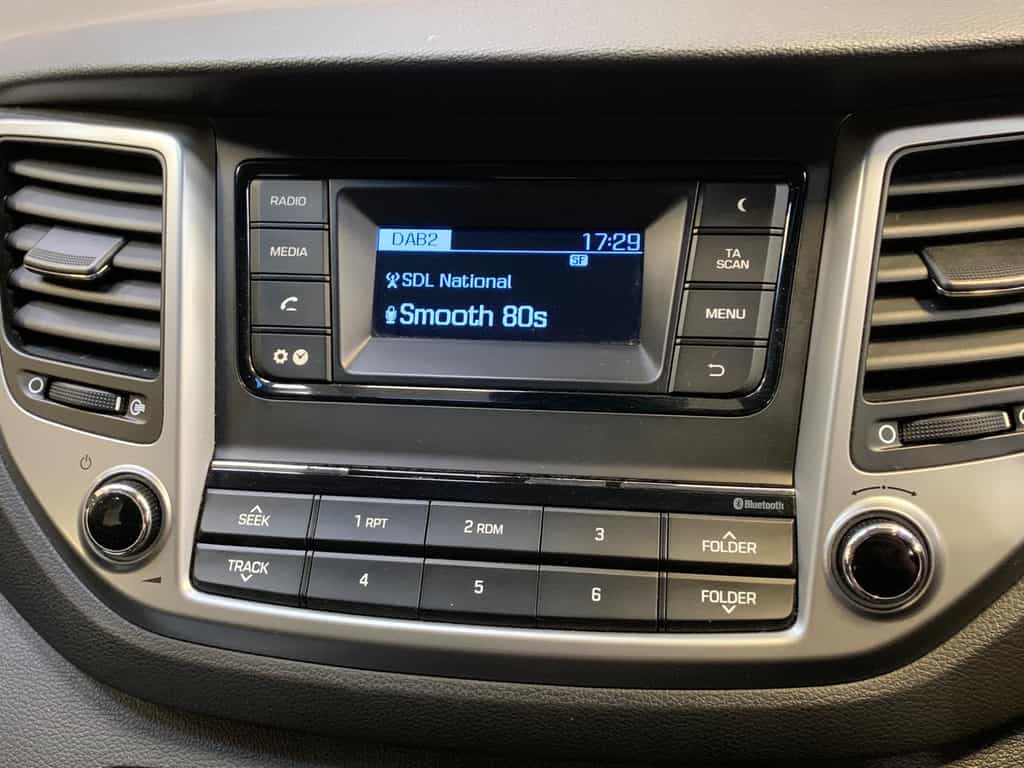 RADIO
MEDIA
DAB2 17:29
SF
SDL National
Smooth 80s
TA
SCAN
MENU
Bluetooth
SEEK
1 RPT
2 RDM
3
FOLDER
TRACK
4
5
6
FOLDER